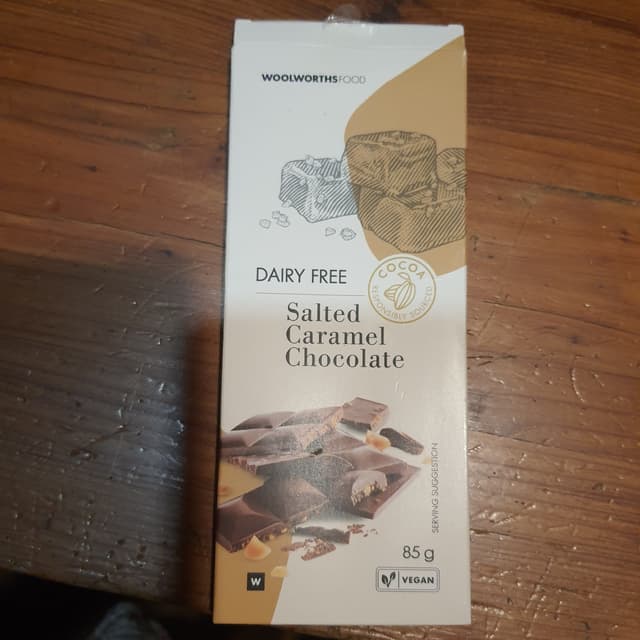 WOOLWORTHSFOOD
COCOA
RESPONSIBLY SOURCED
DAIRY FREE
Salted
Caramel
Chocolate
SERVING SUGGESTION
85 g
W
VEGAN